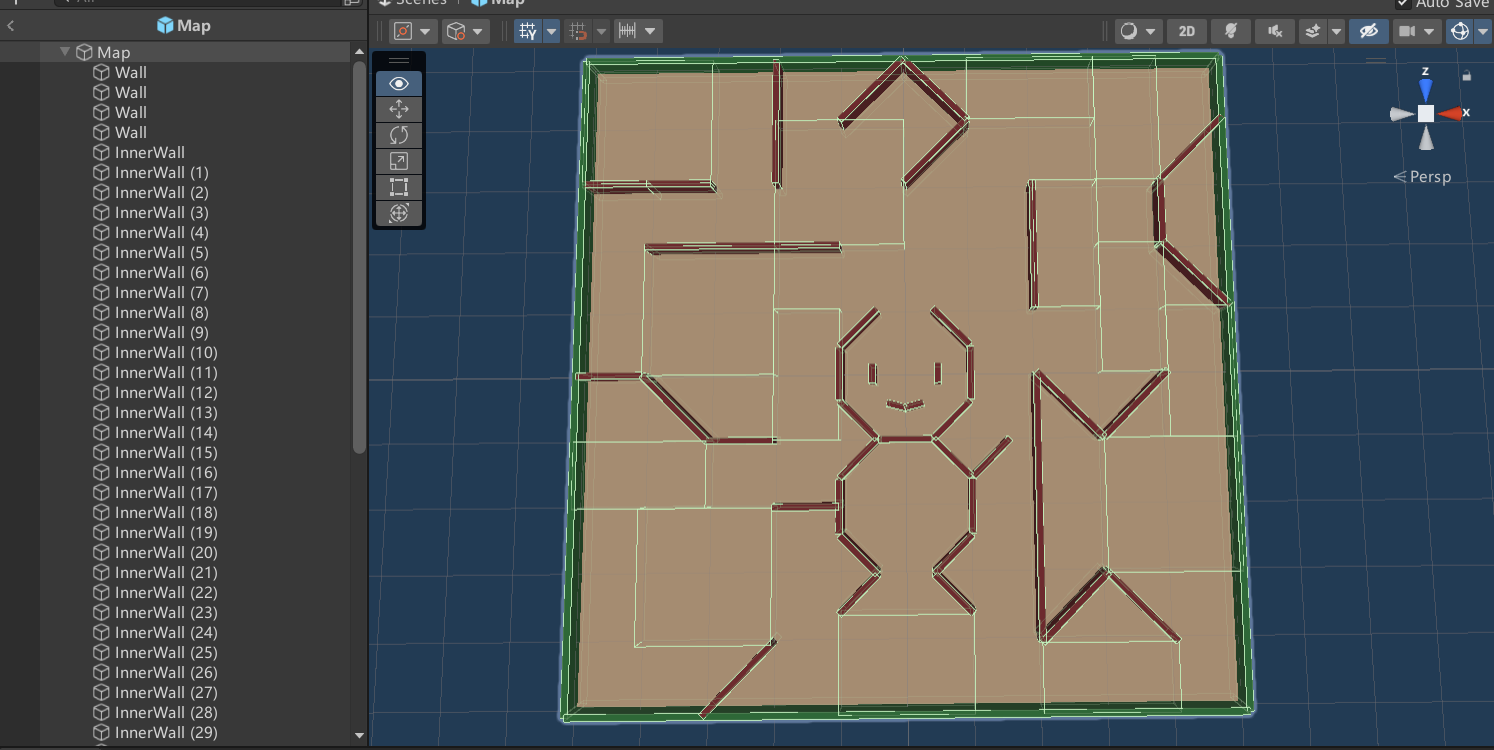 Scenes Map
Auto Save
Map
2D
Map
Wall
Wall
Wall
Wall
InnerWall
InnerWall (1)
InnerWall (2)
InnerWall (3)
InnerWall (4)
InnerWall (5)
InnerWall (6)
InnerWall (7)
InnerWall (8)
InnerWall (9)
InnerWall (10)
InnerWall (11)
InnerWall (12)
InnerWall (13)
InnerWall (14)
InnerWall (15)
InnerWall (16)
InnerWall (17)
InnerWall (18)
InnerWall (19)
InnerWall (20)
InnerWall (21)
InnerWall (22)
InnerWall (23)
InnerWall (24)
InnerWall (25)
InnerWall (26)
InnerWall (27)
InnerWall (28)
InnerWall (29)
Y
z
x
Persp